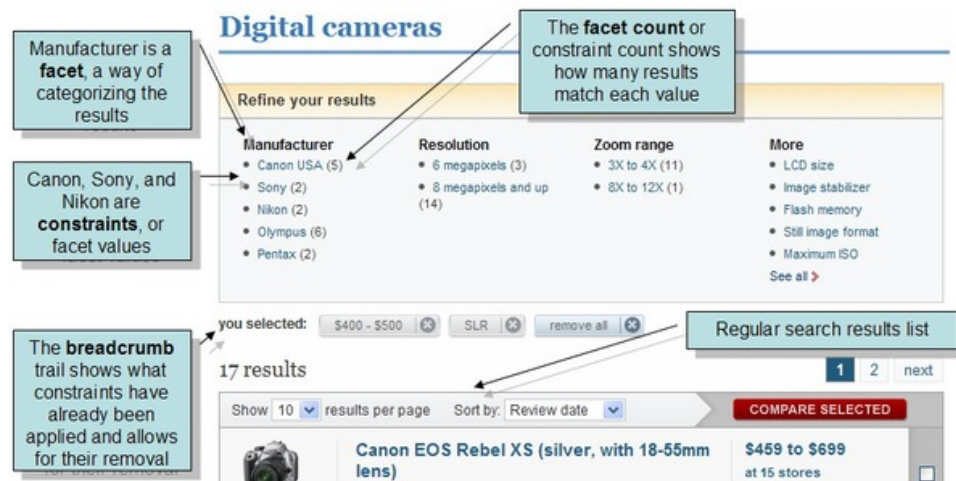 Digital cameras
Manufacturer is a
facet, a way of
categorizing the
results
The facet count or
constraint count shows
how many results
match each value
Refine your results
Manufacturer
Canon USA (5)
Sony (2)
Nikon (2)
Olympus (6)
Pentax (2)
Resolution
6 megapixels (3)
8 megapixels and up
(14)
Zoom range
3X to 4X (11)
8X to 12X (1)
More
LCD size
Image stabilizer
Flash memory
Still image format
Maximum ISO
See all
Canon, Sony, and
Nikon are
constraints, or
facet values
you selected:
$400 - $500
SLR
remove all
The breadcrumb
trail shows what
constraints have
already been
applied and allows
for their removal
Regular search results list
17 results
1 2 next
Show 10 results per page Sort by: Review date
COMPARE SELECTED
Canon EOS Rebel XS (silver, with 18-55mm
lens)
$459 to $699
at 15 stores